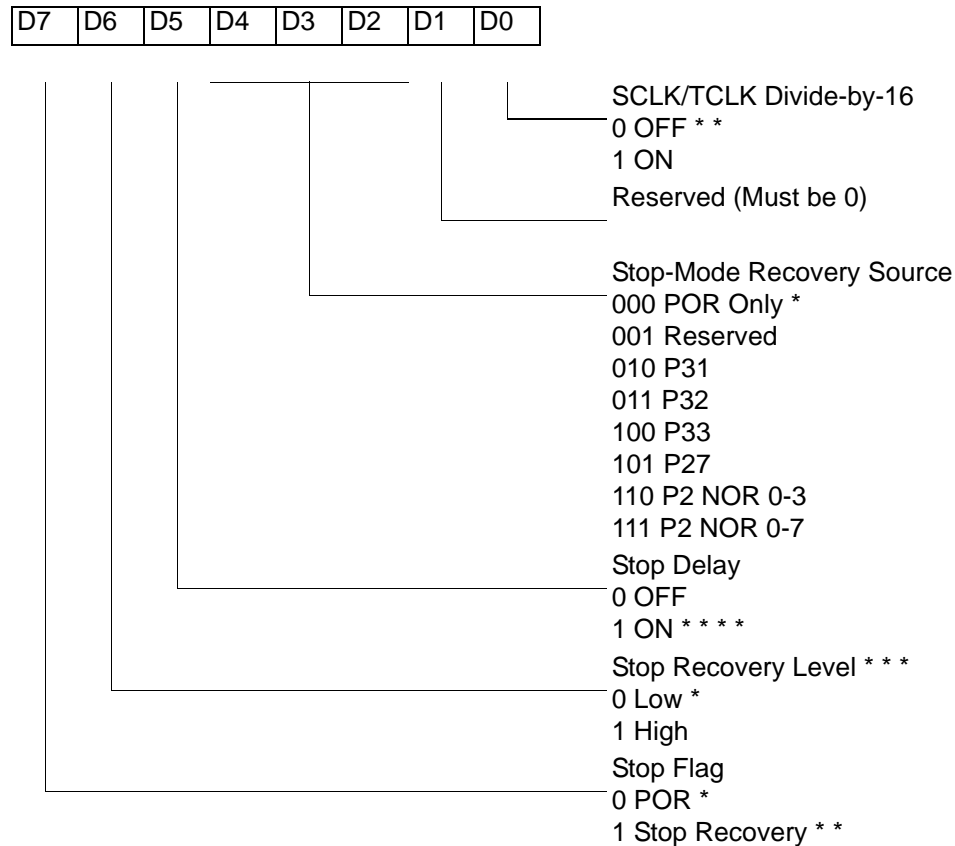 D7 D6 D5 D4 D3 D2 D1 D0
SCLK/TCLK Divide-by-16
0 OFF * *
1 ON
Reserved (Must be 0)
Stop-Mode Recovery Source
000 POR Only *
001 Reserved
010 P31
011 P32
100 P33
101 P27
110 P2 NOR 0-3
111 P2 NOR 0-7
Stop Delay
0 OFF
1 ON * * * *
Stop Recovery Level * * *
0 Low *
1 High
Stop Flag
0 POR *
1 Stop Recovery * *